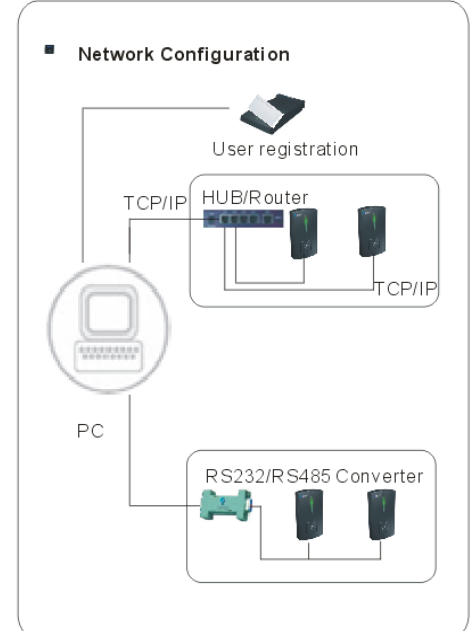 Network Configuration
User registration
TCP/IP
HUB/Router
TCP/IP
PC
RS232/RS485 Converter